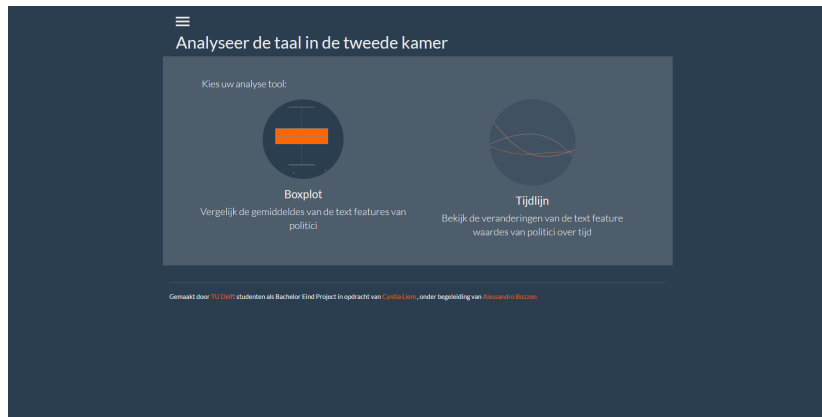 Analyseer de taal in de tweede kamer
Kies uw analyse tool:
Boxplot
Vergelijk de gemiddeldes van de text features van
politici
Tijdlijn
Bekijk de veranderingen van de text feature
waardes van politici over tijd
Gemaakt door TU Delft studenten als Bachelor Eind Project in opdracht van Cyntia Liem , onder begeleiding van Alessandro Bozzon